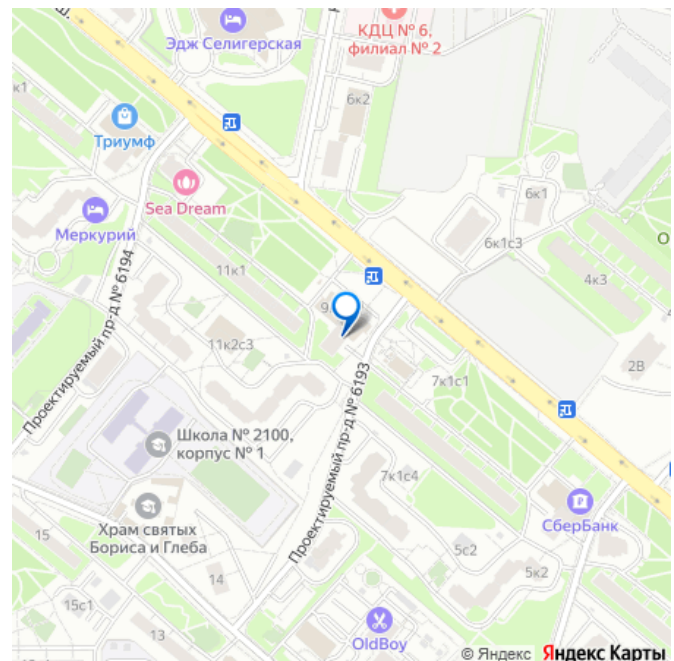 ш.
Эдж Селигерская
КДЦ № 6,
филиал № 2
к1
6к2
Триумф
Sea Dream
6к1
Меркурий
6к1с3
О
11к1
4к3
Проектируемый пр-д № 6194
9
11к2с3
2В
7к1с1
Проектируемый пр-д № 6193
Школа № 2100,
корпус № 1
7к1с4
СберБанк
Храм святых
Бориса и Глеба
15
5с2
14
5к2
15с1
13
OldBoy
© Яндекс Яндекс Карты